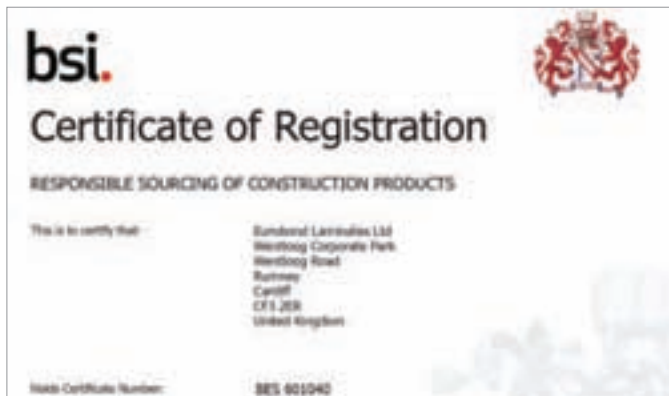 bsi.
Certificate of Registration
RESPONSIBLE SOURCING OF CONSTRUCTION PRODUCTS
This is to certify that:
Eurobond Laminates Ltd
Wentloog Corporate Park
Wentloog Road
Rumney
Cardiff
CF3 2ER
United Kingdom
Holds Certificate Number:
BES 601040